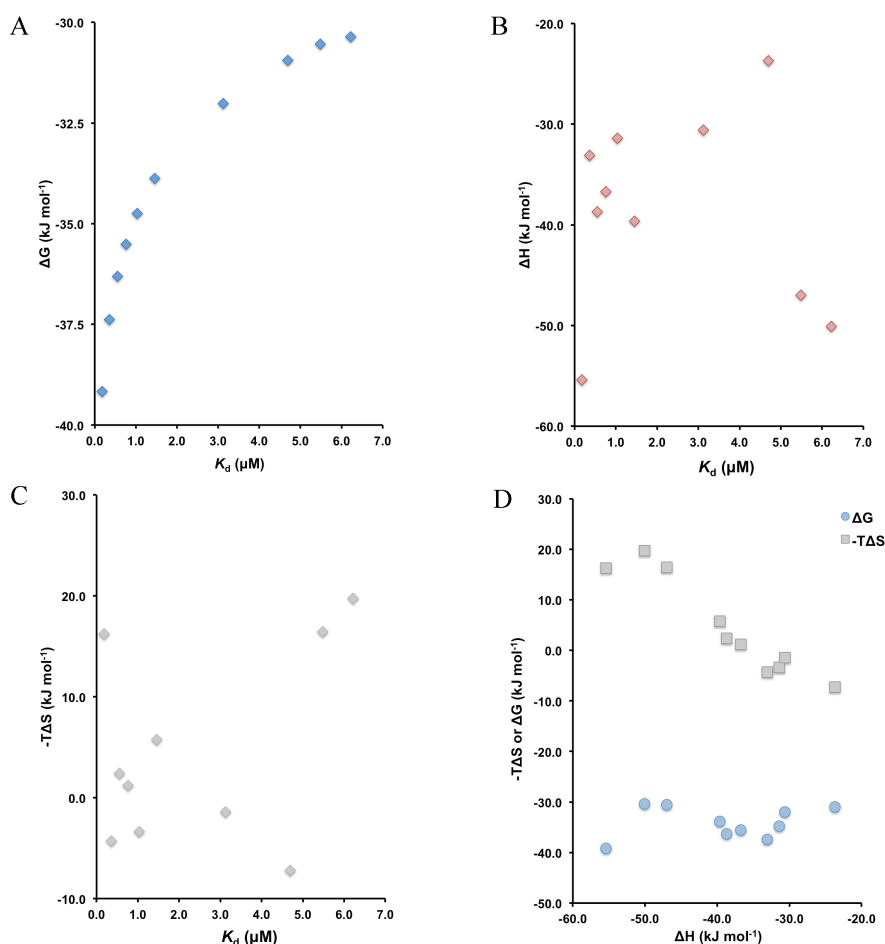 A
-30.0
-32.5
-35.0
-37.5
-40.0
ΔG (kJ mol⁻¹)
0.0 1.0 2.0 3.0 4.0 5.0 6.0 7.0
Kd (µM)
B
-20.0
-30.0
-40.0
-50.0
-60.0
ΔH (kJ mol⁻¹)
0.0 1.0 2.0 3.0 4.0 5.0 6.0 7.0
Kd (µM)
C
30.0
20.0
10.0
0.0
-10.0
-TΔS (kJ mol⁻¹)
0.0 1.0 2.0 3.0 4.0 5.0 6.0 7.0
Kd (µM)
D
30.0
20.0
10.0
0.0
-10.0
-20.0
-30.0
-40.0
-50.0
-TΔS or ΔG (kJ mol⁻¹)
ΔG
-TΔS
-60.0 -50.0 -40.0 -30.0 -20.0
ΔH (kJ mol⁻¹)